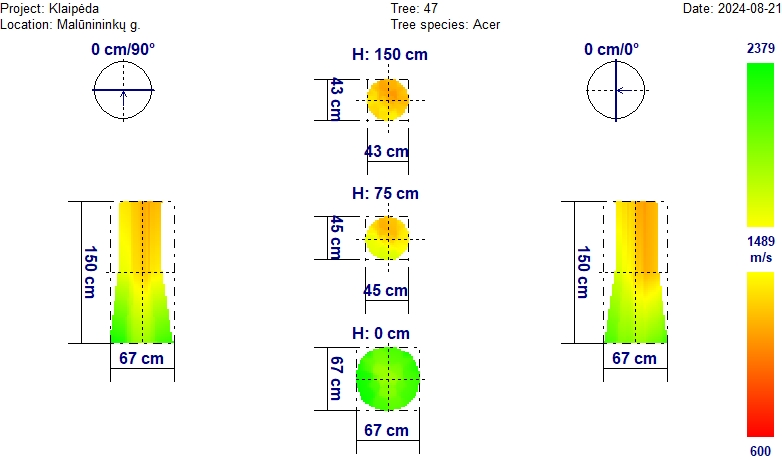 Project: Klaipėda
Tree: 47
Date: 2024-08-21
Location: Malūnininkų g.
Tree species: Acer
0 cm/90°
H: 150 cm
0 cm/0°
2379
43 cm
43 cm
H: 75 cm
45 cm
45 cm
150 cm
67 cm
H: 0 cm
67 cm
67 cm
150 cm
67 cm
1489
m/s
600